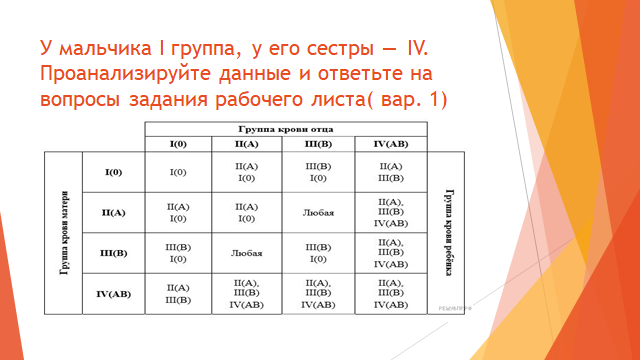 У мальчика I группа, у его сестры — IV.
Проанализируйте данные и ответьте на
вопросы задания рабочего листа( вар. 1)
Группа крови отца
I(0) II(A) III(B) IV(AB)
Группа крови матери
I(0) I(0) II(A) I(0) III(B) I(0) II(A) III(B)
II(A) II(A) I(0) II(A) I(0) Любая II(A), III(B) IV(AB)
III(B) III(B) I(0) Любая III(B) I(0) II(A), III(B) IV(AB)
IV(AB) II(A) III(B) II(A), III(B) IV(AB) II(A), III(B) IV(AB) II(A), III(B) IV(AB)
Группа крови ребёнка
РЕШУВПР.РФ